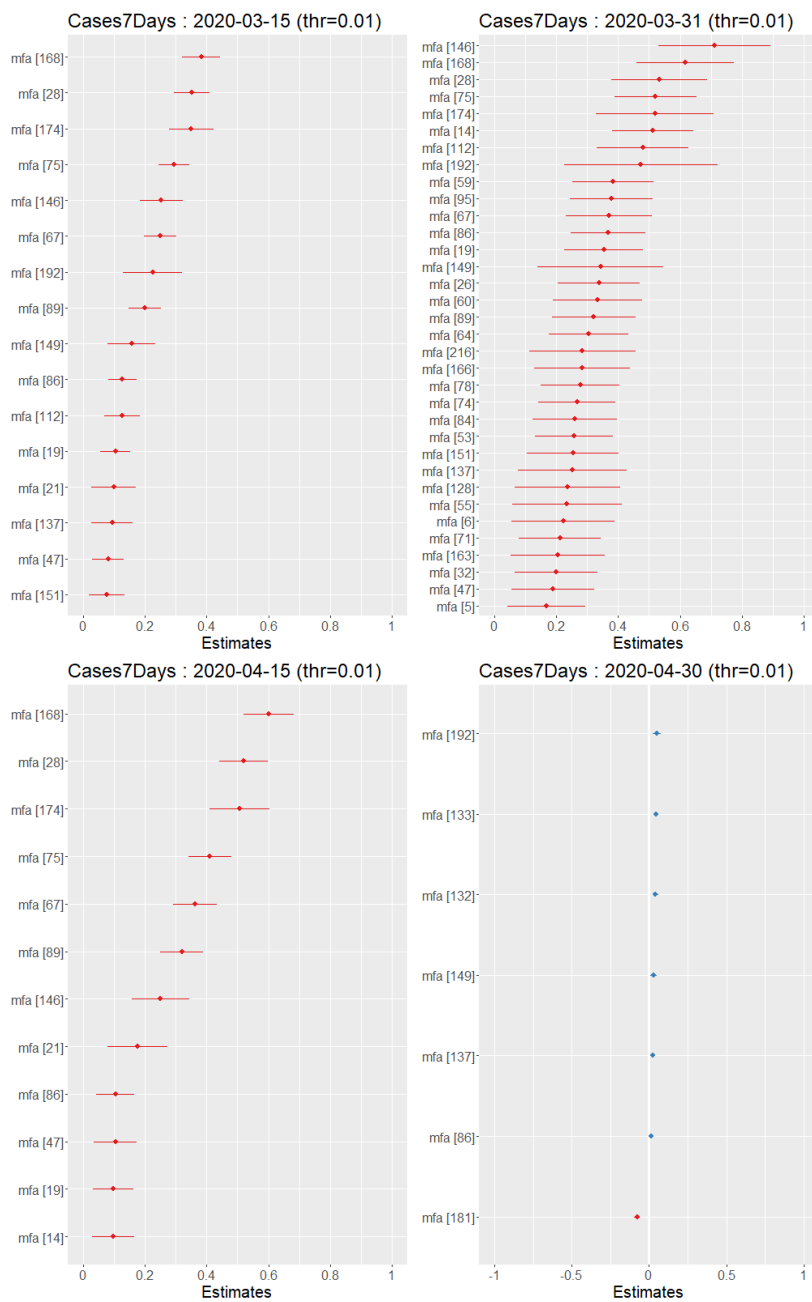 Cases7Days : 2020-03-15 (thr=0.01)
mfa [168]
mfa [28]
mfa [174]
mfa [75]
mfa [146]
mfa [67]
mfa [192]
mfa [89]
mfa [149]
mfa [86]
mfa [112]
mfa [19]
mfa [21]
mfa [137]
mfa [47]
mfa [151]
0 0.2 0.4 0.6 0.8 1
Estimates
Cases7Days : 2020-03-31 (thr=0.01)
mfa [146]
mfa [168]
mfa [28]
mfa [75]
mfa [174]
mfa [14]
mfa [112]
mfa [192]
mfa [59]
mfa [95]
mfa [67]
mfa [86]
mfa [19]
mfa [149]
mfa [26]
mfa [60]
mfa [89]
mfa [64]
mfa [216]
mfa [166]
mfa [78]
mfa [74]
mfa [84]
mfa [53]
mfa [151]
mfa [137]
mfa [128]
mfa [55]
mfa [6]
mfa [71]
mfa [163]
mfa [32]
mfa [47]
mfa [5]
0 0.2 0.4 0.6 0.8 1
Estimates
Cases7Days : 2020-04-15 (thr=0.01)
mfa [168]
mfa [28]
mfa [174]
mfa [75]
mfa [67]
mfa [89]
mfa [146]
mfa [21]
mfa [86]
mfa [47]
mfa [19]
mfa [14]
0 0.2 0.4 0.6 0.8 1
Estimates
Cases7Days : 2020-04-30 (thr=0.01)
mfa [192]
mfa [133]
mfa [132]
mfa [149]
mfa [137]
mfa [86]
mfa [181]
-1 -0.5 0 0.5 1
Estimates